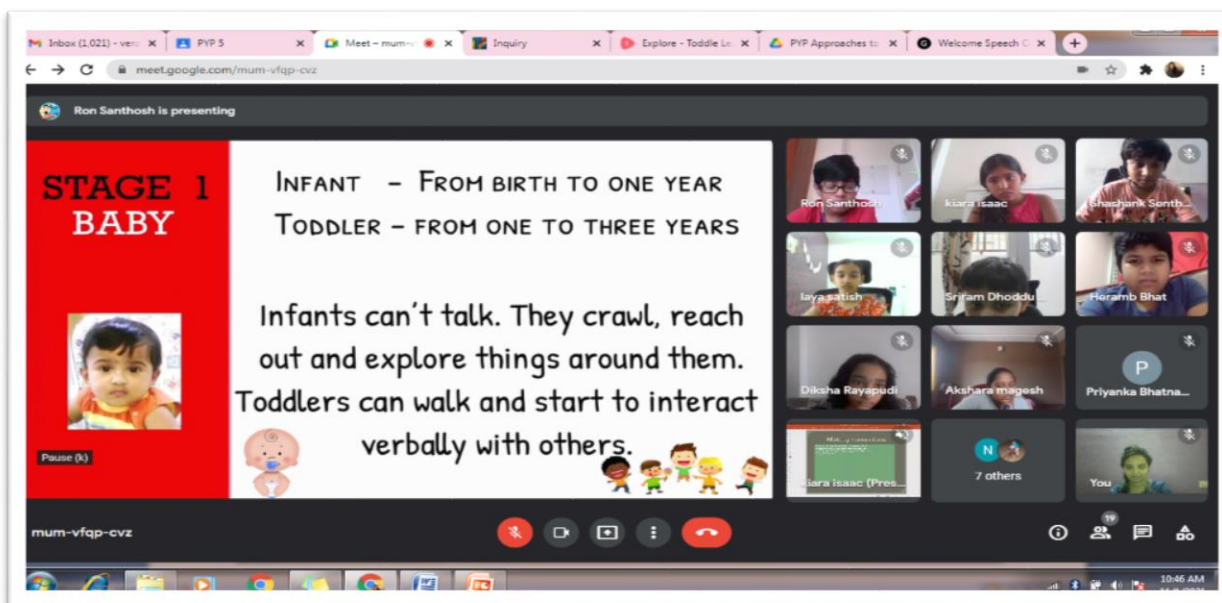 Inbox (1,021) - ver
PYP 5
Meet – mum-v
Inquiry
Explore - Toddle Le
PYP Approaches to
Welcome Speech C
meet.google.com/mum-vfqp-cvz
Ron Santhosh is presenting
STAGE 1
BABY
INFANT – FROM BIRTH TO ONE YEAR
TODDLER – FROM ONE TO THREE YEARS
Infants can't talk. They crawl, reach
out and explore things around them.
Toddlers can walk and start to interact
verbally with others.
Pause (k)
Ron Santhosh
kiara isaac
Shashank Senth...
laya satish
Sriram Dhoddu...
Heramb Bhat
Diksha Rayapudi
Akshara magesh
P
Priyanka Bhatna...
kiara isaac (Pres...
N
7 others
You
mum-vfqp-cvz
19
10:46 AM